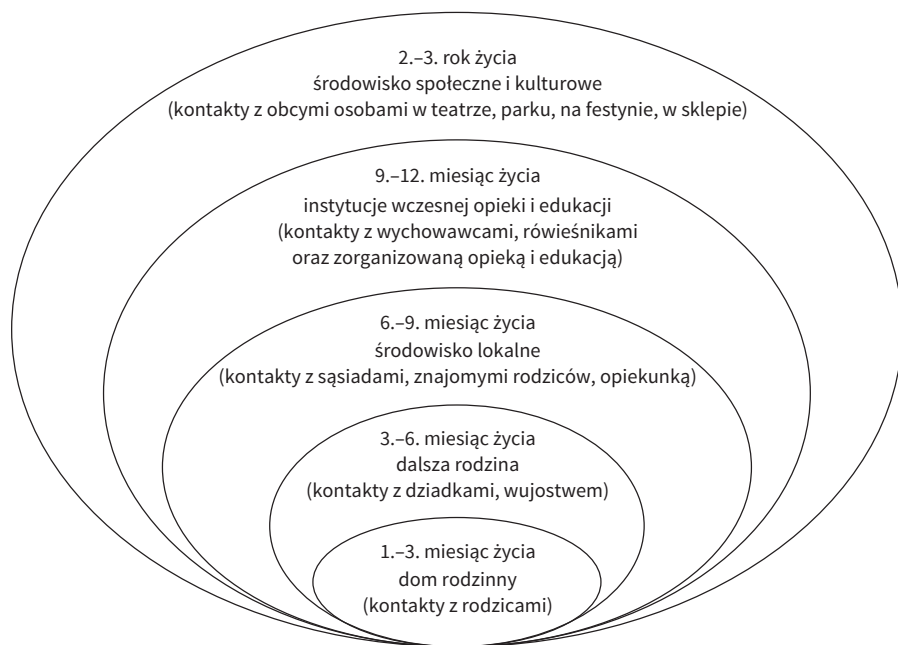 2.–3. rok życia
środowisko społeczne i kulturowe
(kontakty z obcymi osobami w teatrze, parku, na festynie, w sklepie)
9.–12. miesiąc życia
instytucje wczesnej opieki i edukacji
(kontakty z wychowawcami, rówieśnikami
oraz zorganizowaną opieką i edukacją)
6.–9. miesiąc życia
środowisko lokalne
(kontakty z sąsiadami, znajomymi rodziców, opiekunką)
3.–6. miesiąc życia
dalsza rodzina
(kontakty z dziadkami, wujostwem)
1.–3. miesiąc życia
dom rodzinny
(kontakty z rodzicami)